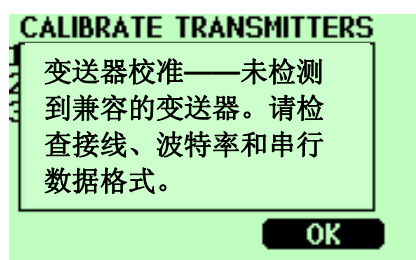 CALIBRATE TRANSMITTERS
变送器校准——未检测
到兼容的变送器。请检
查接线、波特率和串行
数据格式。
OK